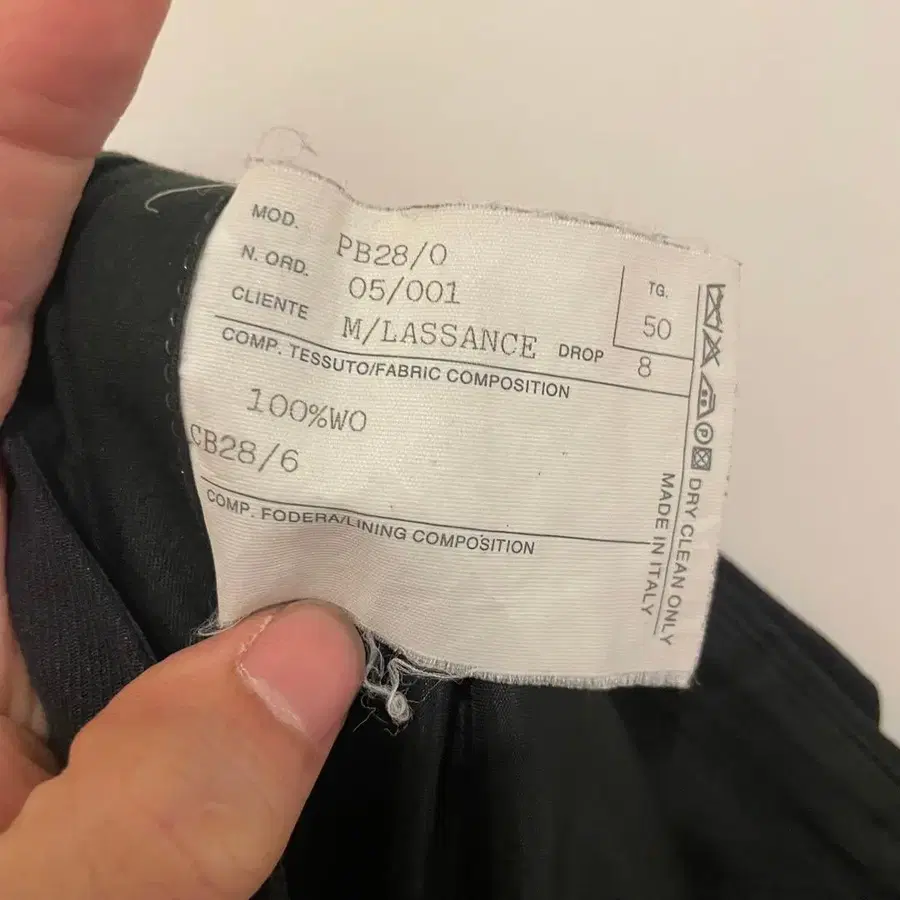 MOD. PB28/0
N. ORD. 05/001
CLIENTE M/LASSANCE
TG.
50
DROP 8
COMP. TESSUTO/FABRIC COMPOSITION
100%WO
CB28/6
COMP. FODERA/LINING COMPOSITION
DRY CLEAN ONLY
MADE IN ITALY